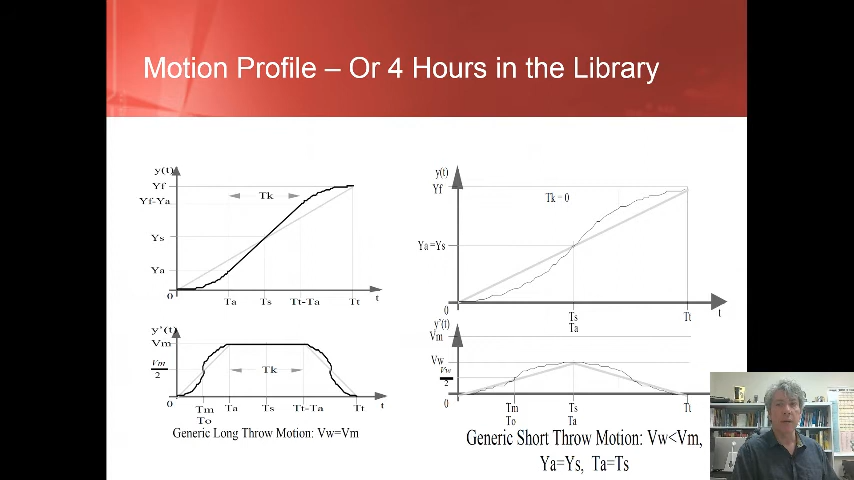 Motion Profile – Or 4 Hours in the Library
y(t)
Yf
Yf-Ya
Tk
Ys
Ya
0
Ta
Ts
Tt-Ta
Tt
t
y'(t)
Vm
Vm
2
Tk
0
Tm
To
Ta
Ts
Tt-Ta
Tt
t
Generic Long Throw Motion: Vw=Vm
y(t)
Yf
Tk = 0
Ya =Ys
0
Ts
Ta
Tt
t
y'(t)
Vm
Vw
Vw
2
0
Tm
To
Ts
Ta
Tt
Generic Short Throw Motion: Vw<Vm,
Ya=Ys, Ta=Ts